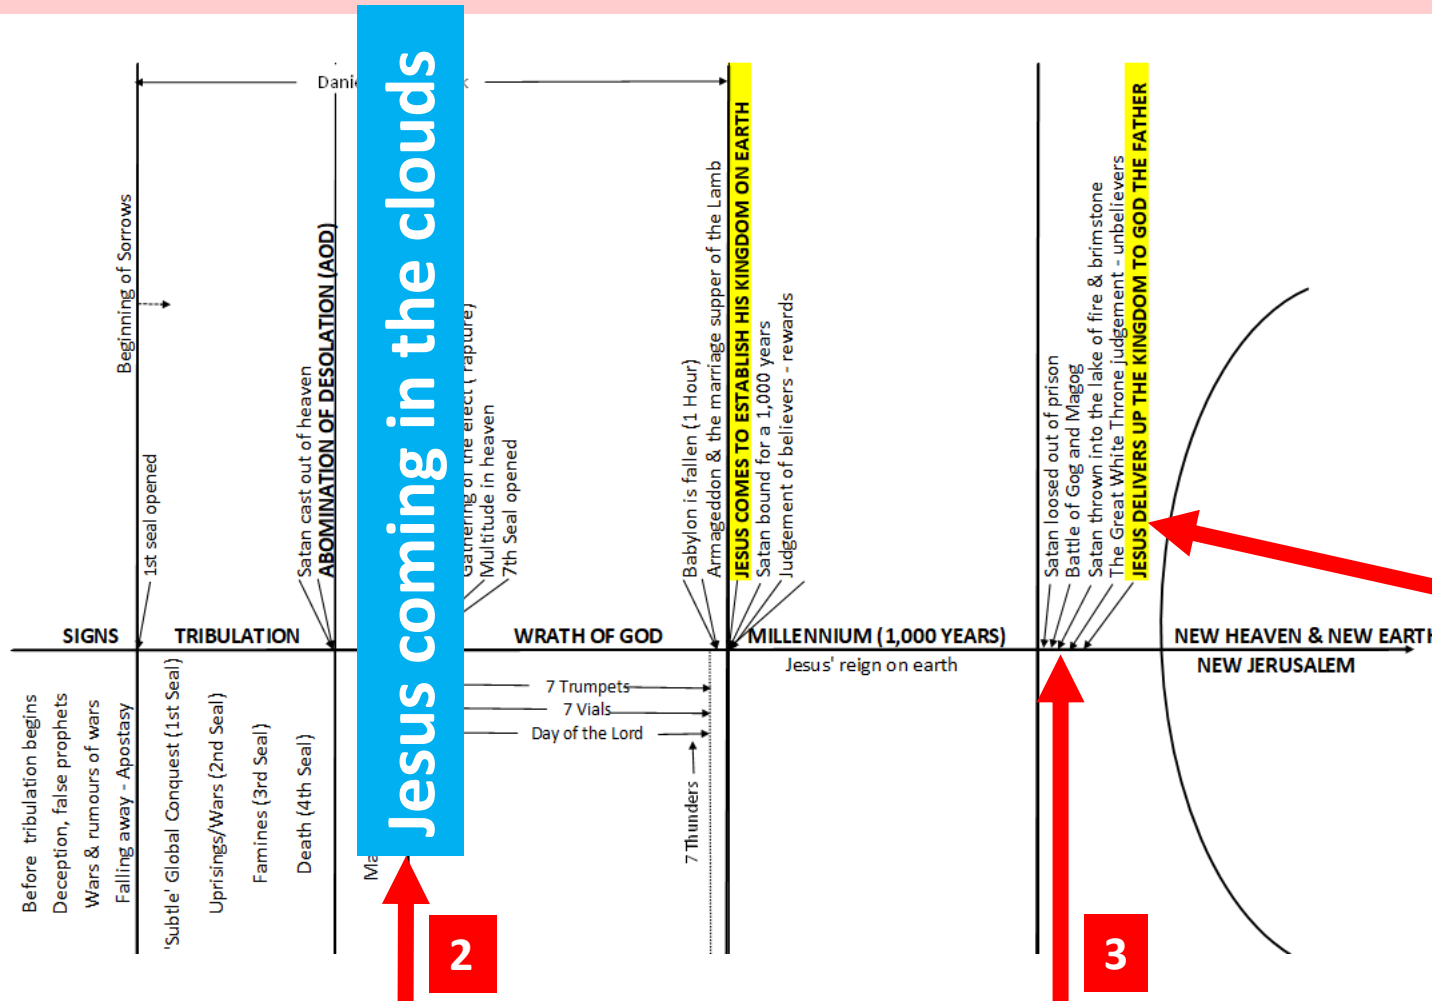 Jesus coming in the clouds
Beginning of Sorrows
1st seal opened
Satan cast out of heaven
ABOMINATION OF DESOLATION (AOD)
Gathering of the elect ( rapture)
Multitude in heaven
7th Seal opened
Babylon is fallen (1 Hour)
Armageddon & the marriage supper of the Lamb
JESUS COMES TO ESTABLISH HIS KINGDOM ON EARTH
Satan bound for a 1,000 years
Judgement of believers - rewards
Satan loosed out of prison
Battle of Gog and Magog
Satan thrown into the lake of fire & brimstone
The Great White Throne judgement - unbelievers
JESUS DELIVERS UP THE KINGDOM TO GOD THE FATHER
SIGNS
TRIBULATION
WRATH OF GOD
MILLENNIUM (1,000 YEARS)
NEW HEAVEN & NEW EARTH
Jesus' reign on earth
NEW JERUSALEM
7 Trumpets
7 Vials
Day of the Lord
7 Thunders
Before tribulation begins
Deception, false prophets
Wars & rumours of wars
Falling away - Apostasy
'Subtle' Global Conquest (1st Seal)
Uprisings/Wars (2nd Seal)
Famines (3rd Seal)
Death (4th Seal)
2
3